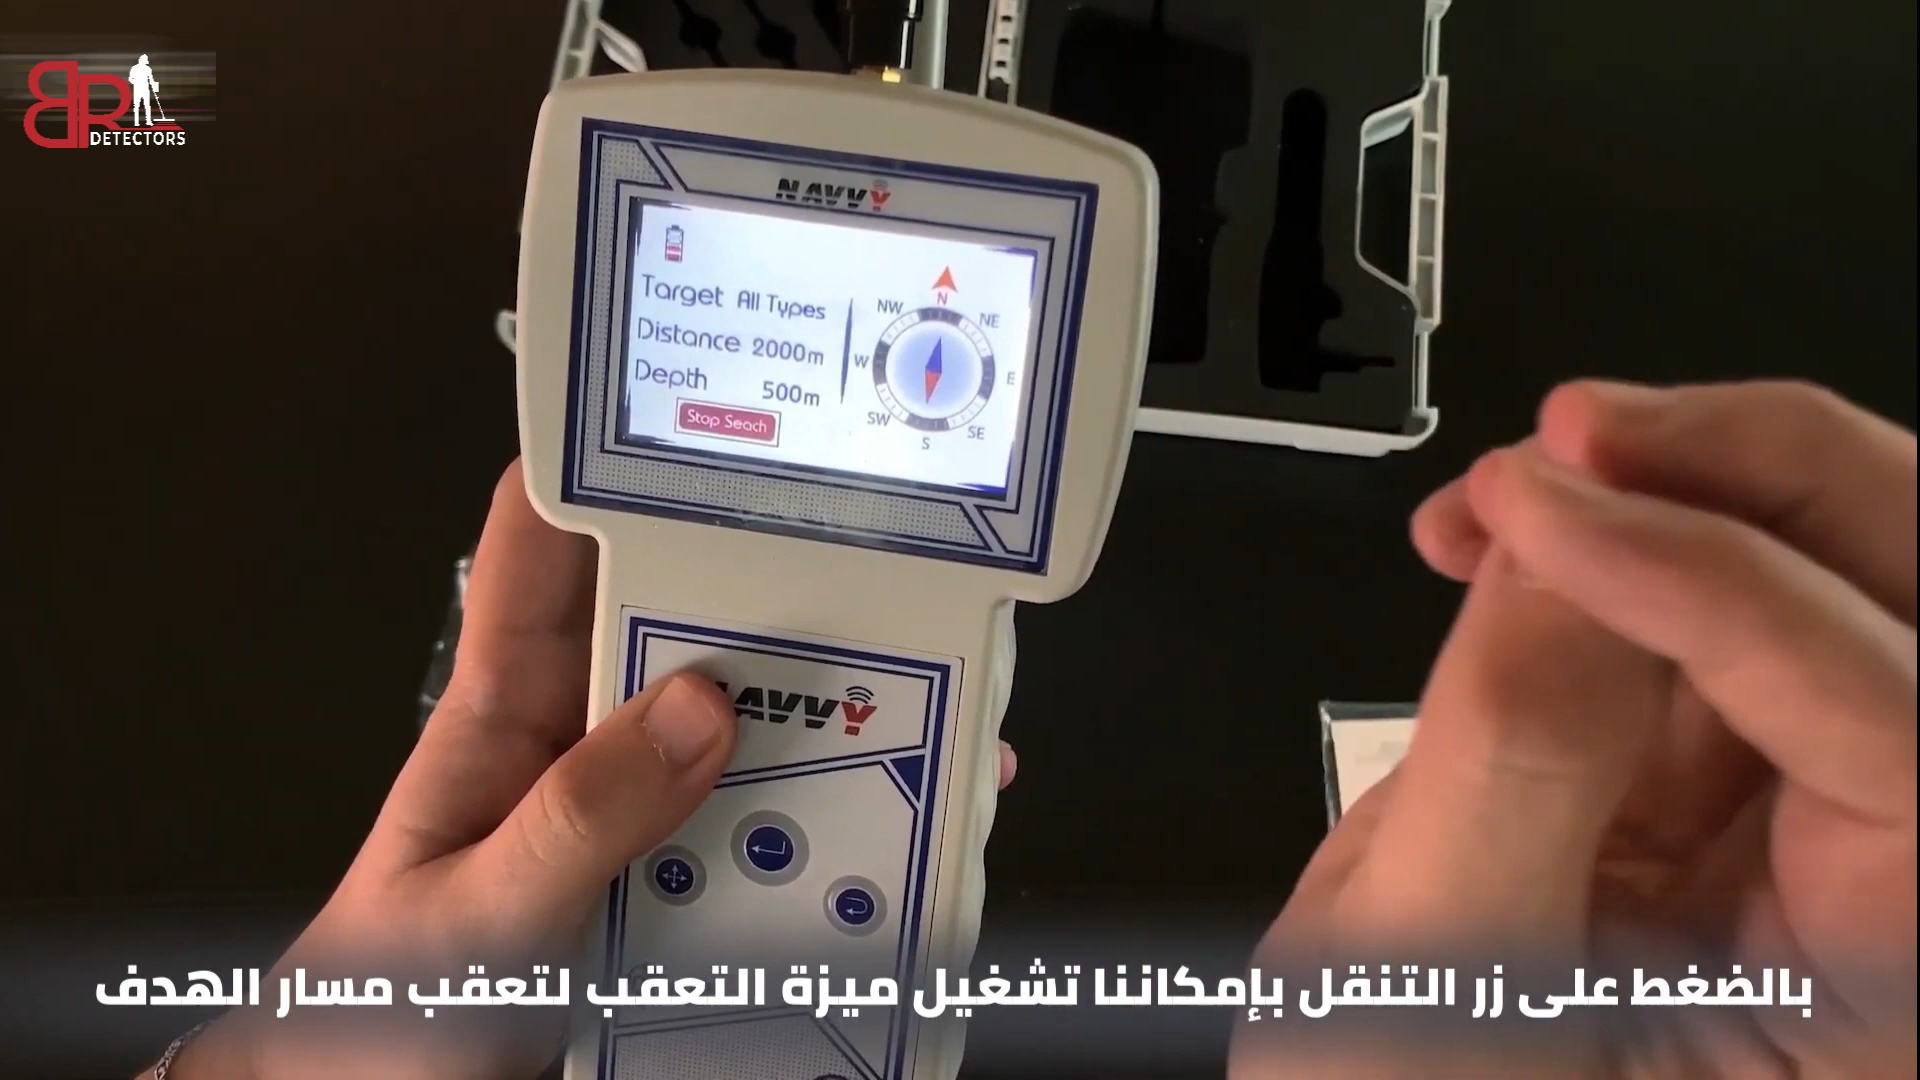 BR
DETECTORS
NAVVY
Target All Types
Distance 2000m
Depth 500m
Stop Seach
N
NE
E
SE
S
SW
W
NW
AVVY
بالضغط على زر التنقل بإمكاننا تشغيل ميزة التعقب لتعقب مسار الهدف